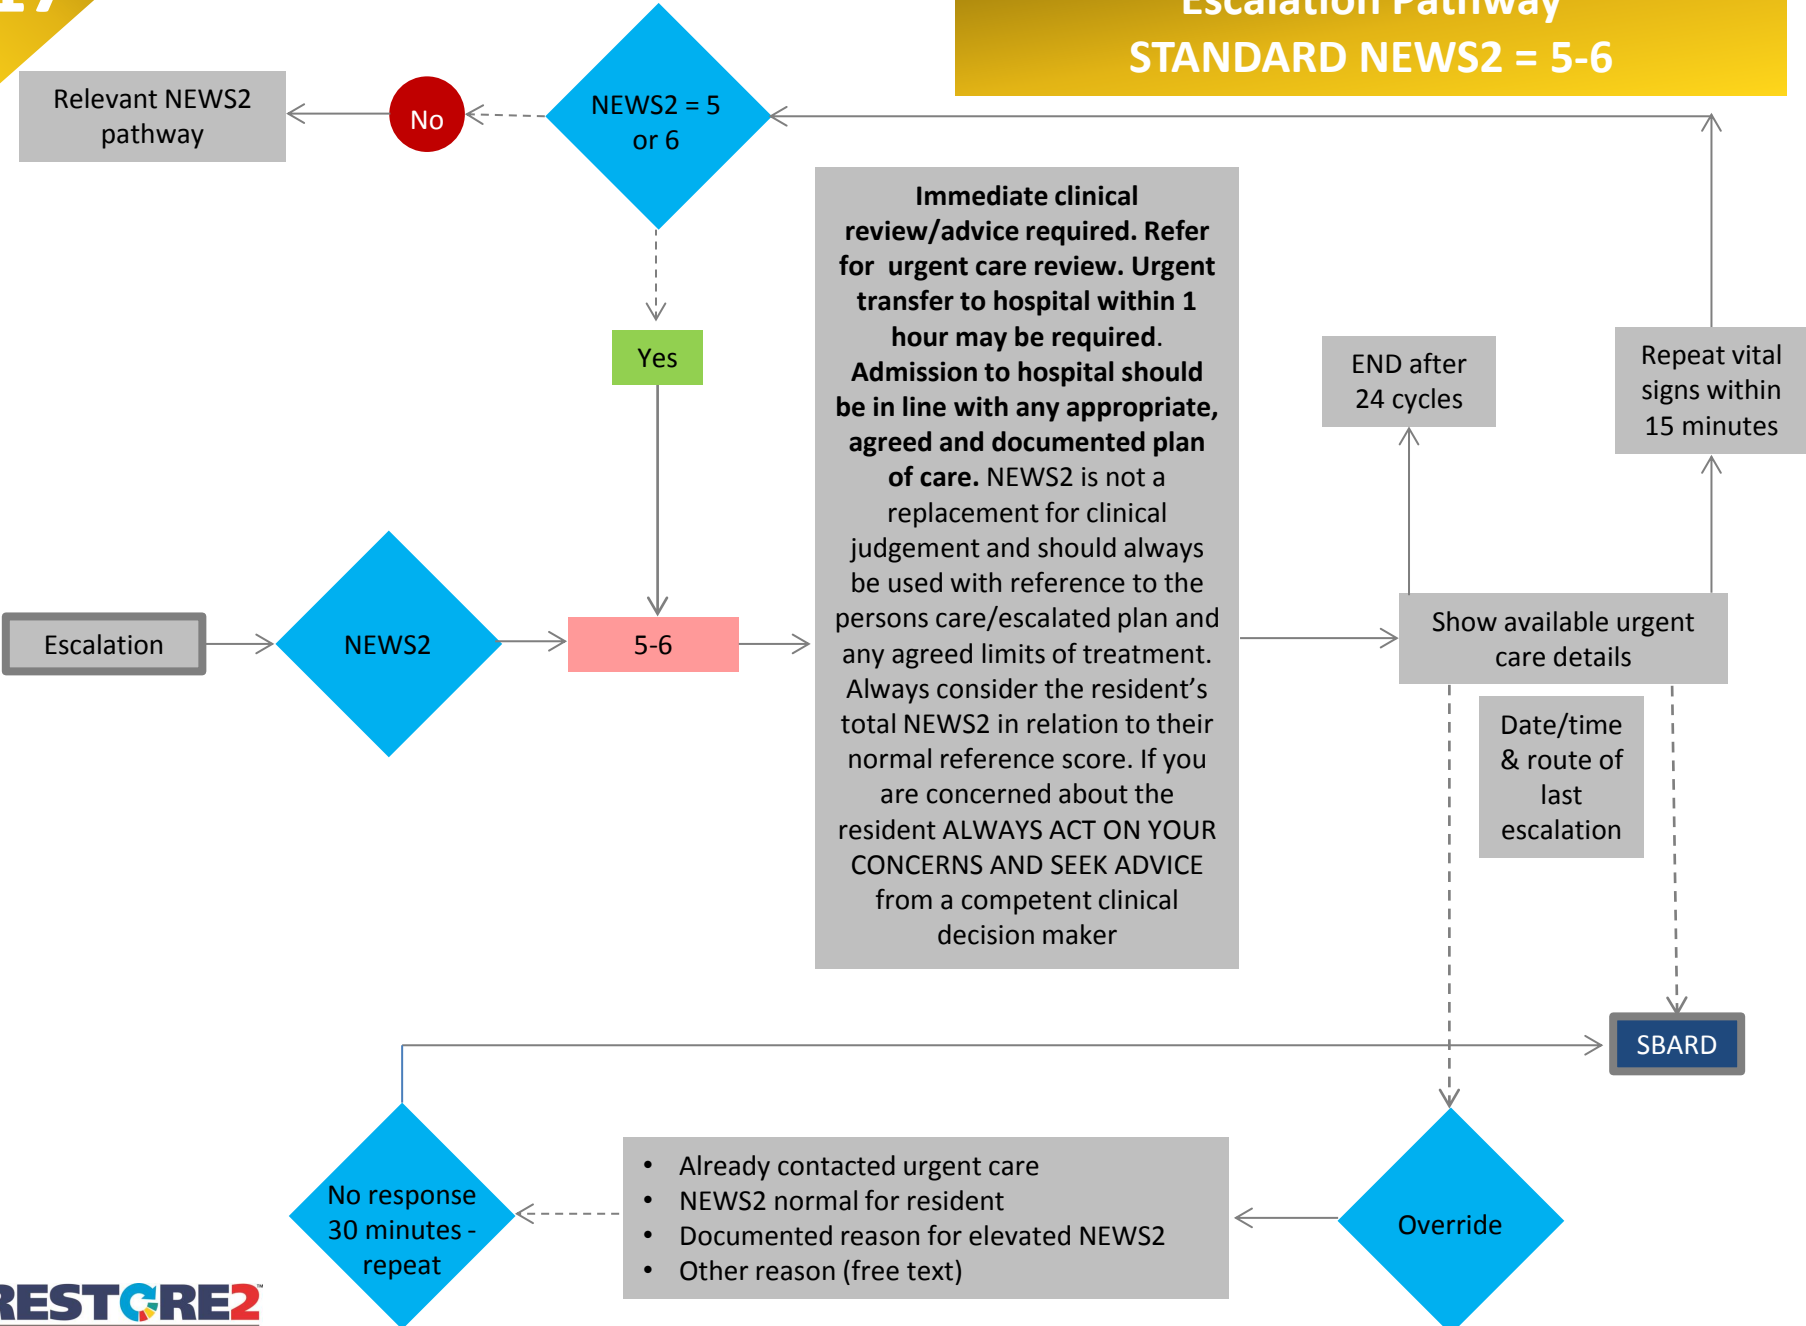 17
Escalation Pathway
STANDARD NEWS2 = 5-6
Relevant NEWS2
pathway
No
NEWS2 = 5
or 6
Yes
Immediate clinical
review/advice required. Refer
for urgent care review. Urgent
transfer to hospital within 1
hour may be required.
Admission to hospital should
be in line with any appropriate,
agreed and documented plan
of care. NEWS2 is not a
replacement for clinical
judgement and should always
be used with reference to the
persons care/escalated plan and
any agreed limits of treatment.
Always consider the resident's
total NEWS2 in relation to their
normal reference score. If you
are concerned about the
resident ALWAYS ACT ON YOUR
CONCERNS AND SEEK ADVICE
from a competent clinical
decision maker
END after
24 cycles
Repeat vital
signs within
15 minutes
Escalation
NEWS2
5-6
Show available urgent
care details
Date/time
& route of
last
escalation
SBARD
No response
30 minutes -
repeat
• Already contacted urgent care
• NEWS2 normal for resident
• Documented reason for elevated NEWS2
• Other reason (free text)
Override
RESTORE2™